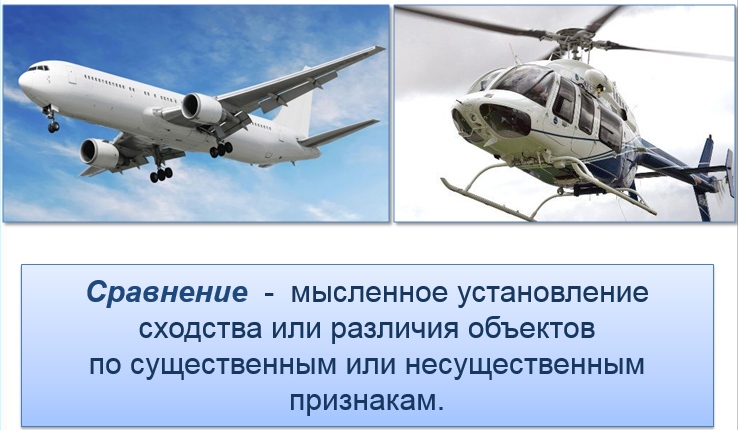 Сравнение - мысленное установление
сходства или различия объектов
по существенным или несущественным
признакам.